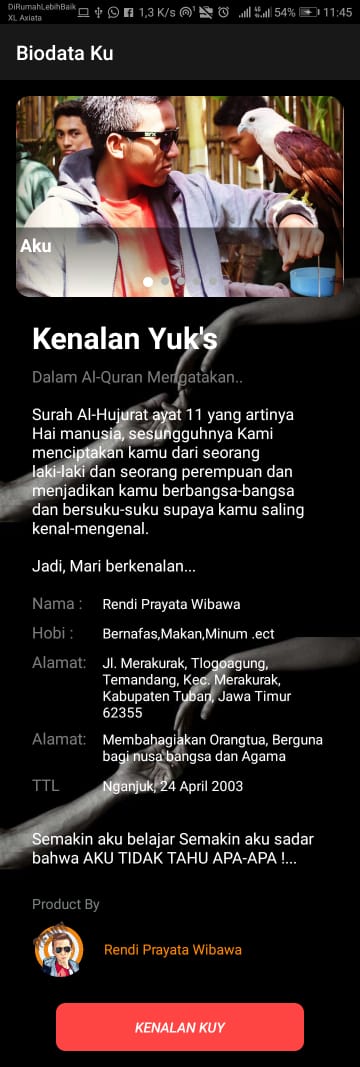 DiRumahLebihBaik
XL Axiata
1,3 K/s
54%
11:45
Biodata Ku
Aku
Kenalan Yuk's
Dalam Al-Quran Mengatakan..
Surah Al-Hujurat ayat 11 yang artinya
Hai manusia, sesungguhnya Kami
menciptakan kamu dari seorang
laki-laki dan seorang perempuan dan
menjadikan kamu berbangsa-bangsa
dan bersuku-suku supaya kamu saling
kenal-mengenal.
Jadi, Mari berkenalan...
Nama : Rendi Prayata Wibawa
Hobi : Bernafas,Makan,Minum .ect
Alamat: Jl. Merakurak, Tlogoagung,
Temandang, Kec. Merakurak,
Kabupaten Tuban, Jawa Timur
62355
Alamat: Membahagiakan Orangtua, Berguna
bagi nusa bangsa dan Agama
TTL Nganjuk, 24 April 2003
Semakin aku belajar Semakin aku sadar
bahwa AKU TIDAK TAHU APA-APA !...
Product By
Rendi Prayata Wibawa
KENALAN KUY